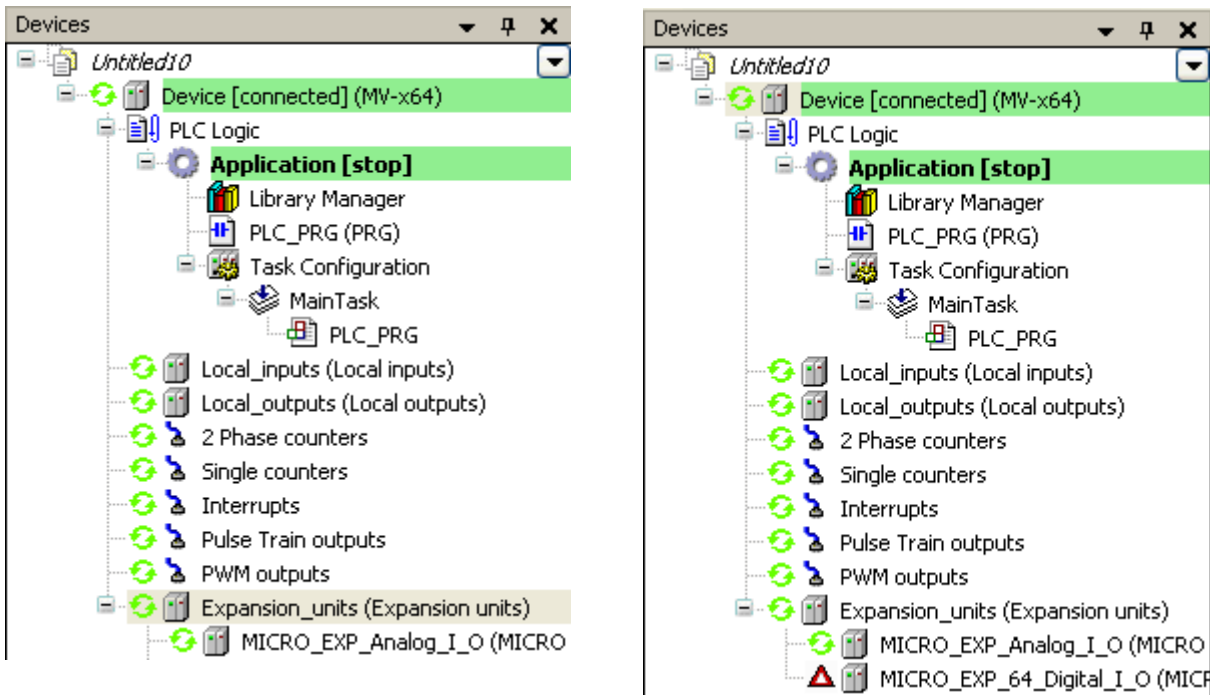 Devices
Untitled10
Device [connected] (MV-x64)
PLC Logic
Application [stop]
Library Manager
PLC_PRG (PRG)
Task Configuration
MainTask
PLC_PRG
Local_inputs (Local inputs)
Local_outputs (Local outputs)
2 Phase counters
Single counters
Interrupts
Pulse Train outputs
PWM outputs
Expansion_units (Expansion units)
MICRO_EXP_Analog_I_O (MICRO
Devices
Untitled10
Device [connected] (MV-x64)
PLC Logic
Application [stop]
Library Manager
PLC_PRG (PRG)
Task Configuration
MainTask
PLC_PRG
Local_inputs (Local inputs)
Local_outputs (Local outputs)
2 Phase counters
Single counters
Interrupts
Pulse Train outputs
PWM outputs
Expansion_units (Expansion units)
MICRO_EXP_Analog_I_O (MICRO
MICRO_EXP_64_Digital_I_O (MICR